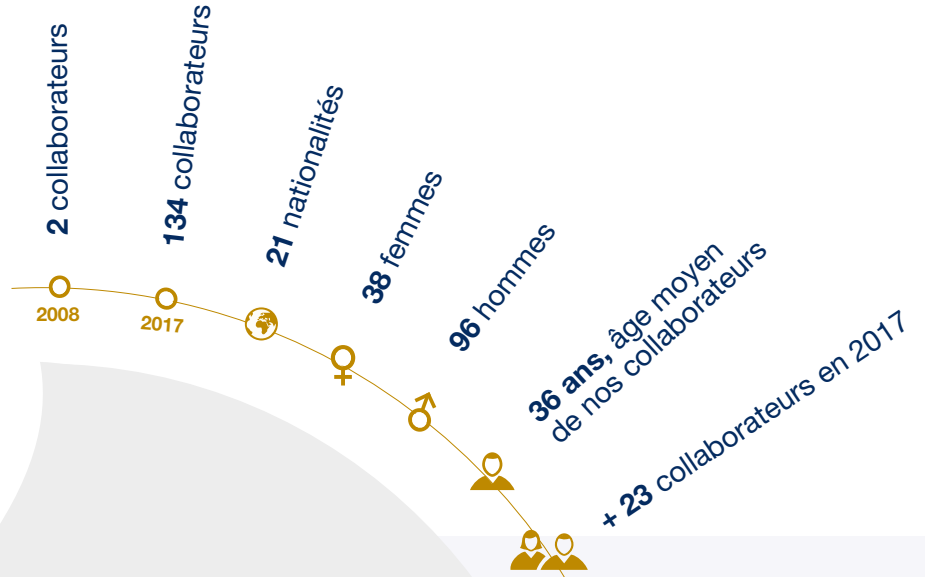 2 collaborateurs
2008
134 collaborateurs
2017
21 nationalités
38 femmes
96 hommes
36 ans, âge moyen
de nos collaborateurs
+ 23 collaborateurs en 2017